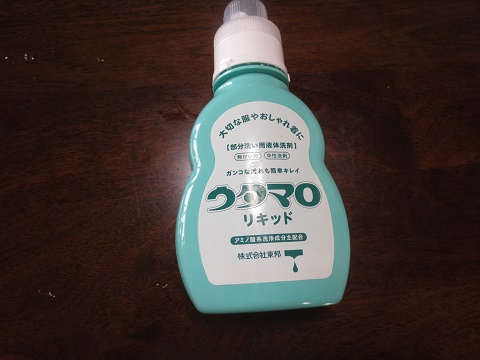 大切な服やおしゃれ着に
【部分洗い用液体洗剤】
無けい光 中性洗剤
ガンコな汚れも簡単キレイ
ウタマロ
リキッド
アミノ酸系洗浄成分主配合
株式会社東邦